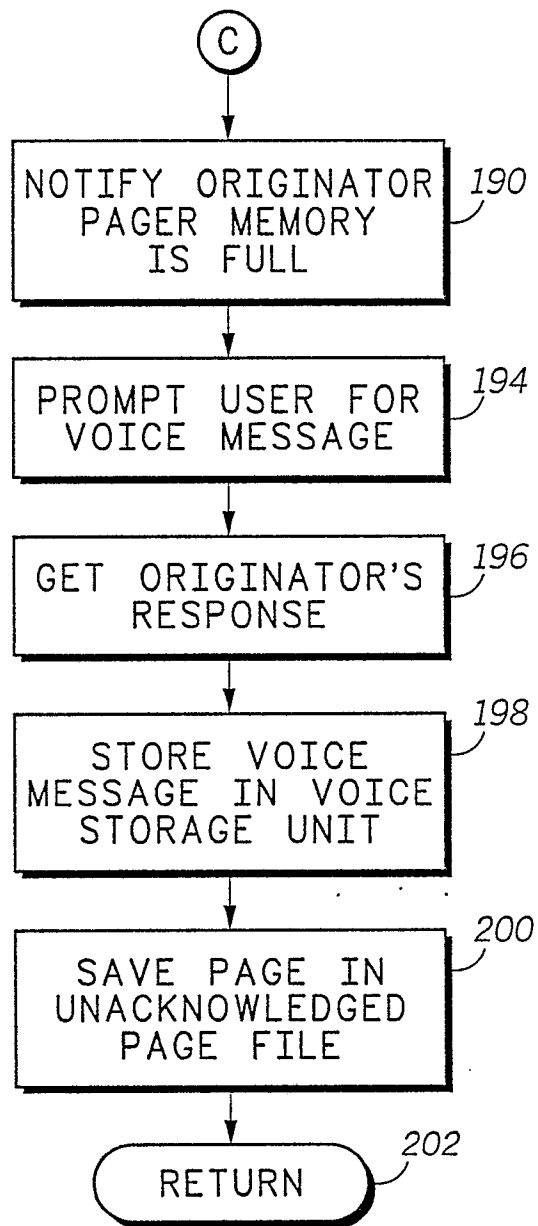 C
NOTIFY ORIGINATOR
PAGER MEMORY
IS FULL
190
PROMPT USER FOR
VOICE MESSAGE
194
GET ORIGINATOR'S
RESPONSE
196
STORE VOICE
MESSAGE IN VOICE
STORAGE UNIT
198
SAVE PAGE IN
UNACKNOWLEDGED
PAGE FILE
200
RETURN
202